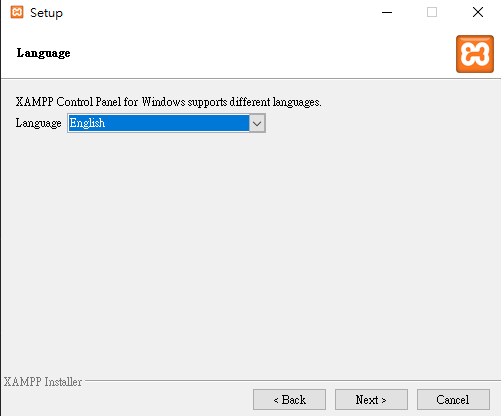 Setup
Language
XAMPP Control Panel for Windows supports different languages.
Language English
XAMPP Installer
< Back Next > Cancel